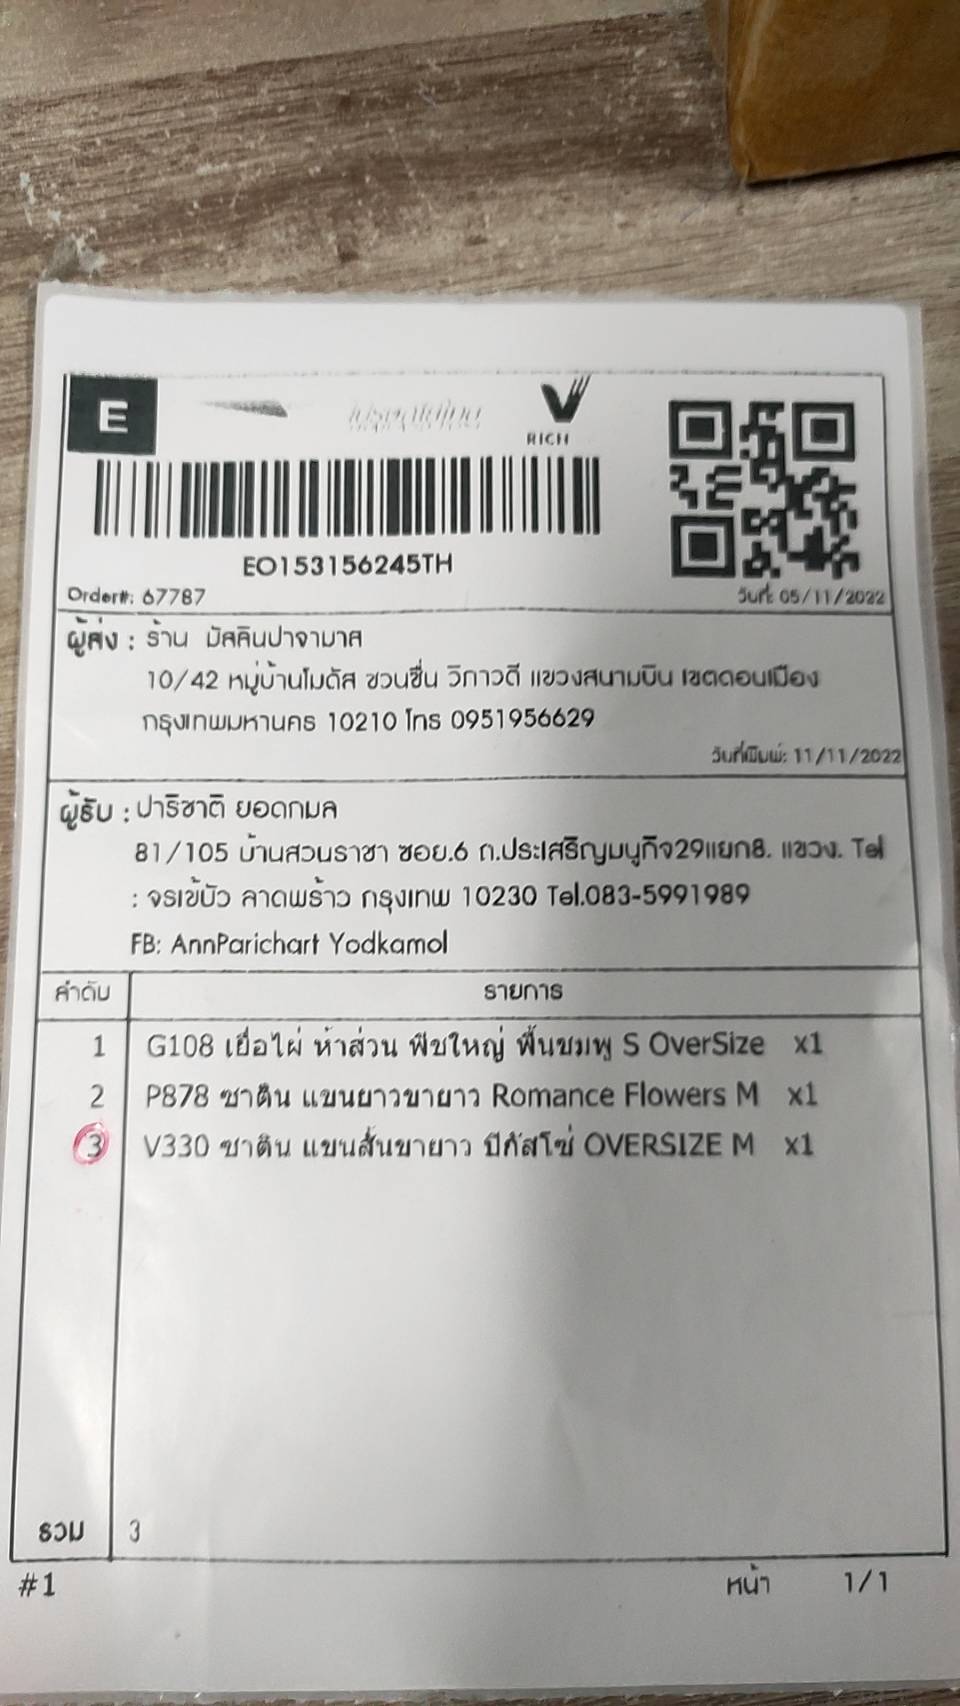 E
ไปรษณีย์ไทย
RICH
EO153156245TH
Order#: 67787 วันที่: 05/11/2022
ผู้ส่ง : ร้าน มัสคินปาจามาส
10/42 หมู่บ้านโมดัส ชวนชื่น วิภาวดี แขวงสนามบิน เขตดอนเมือง
กรุงเทพมหานคร 10210 โทร 0951956629
วันที่พิมพ์: 11/11/2022
ผู้รับ : ปาริชาติ ยอดกมล
81/105 บ้านสวนราชา ซอย.6 ถ.ประเสริฐมนูกิจ29แยก8. แขวง. Tel
: จรเข้บัว ลาดพร้าว กรุงเทพ 10230 Tel.083-5991989
FB: AnnParichart Yodkamol
ลำดับ รายการ
1 G108 เยื่อไผ่ ห้าส่วน พีชใหญ่ พื้นชมพู S OverSize x1
2 P878 ซาติน แขนยาวขายาว Romance Flowers M x1
3 V330 ซาติน แขนสั้นขายาว ปีกัสโซ่ OVERSIZE M x1
รวม 3
#1 หน้า 1/1